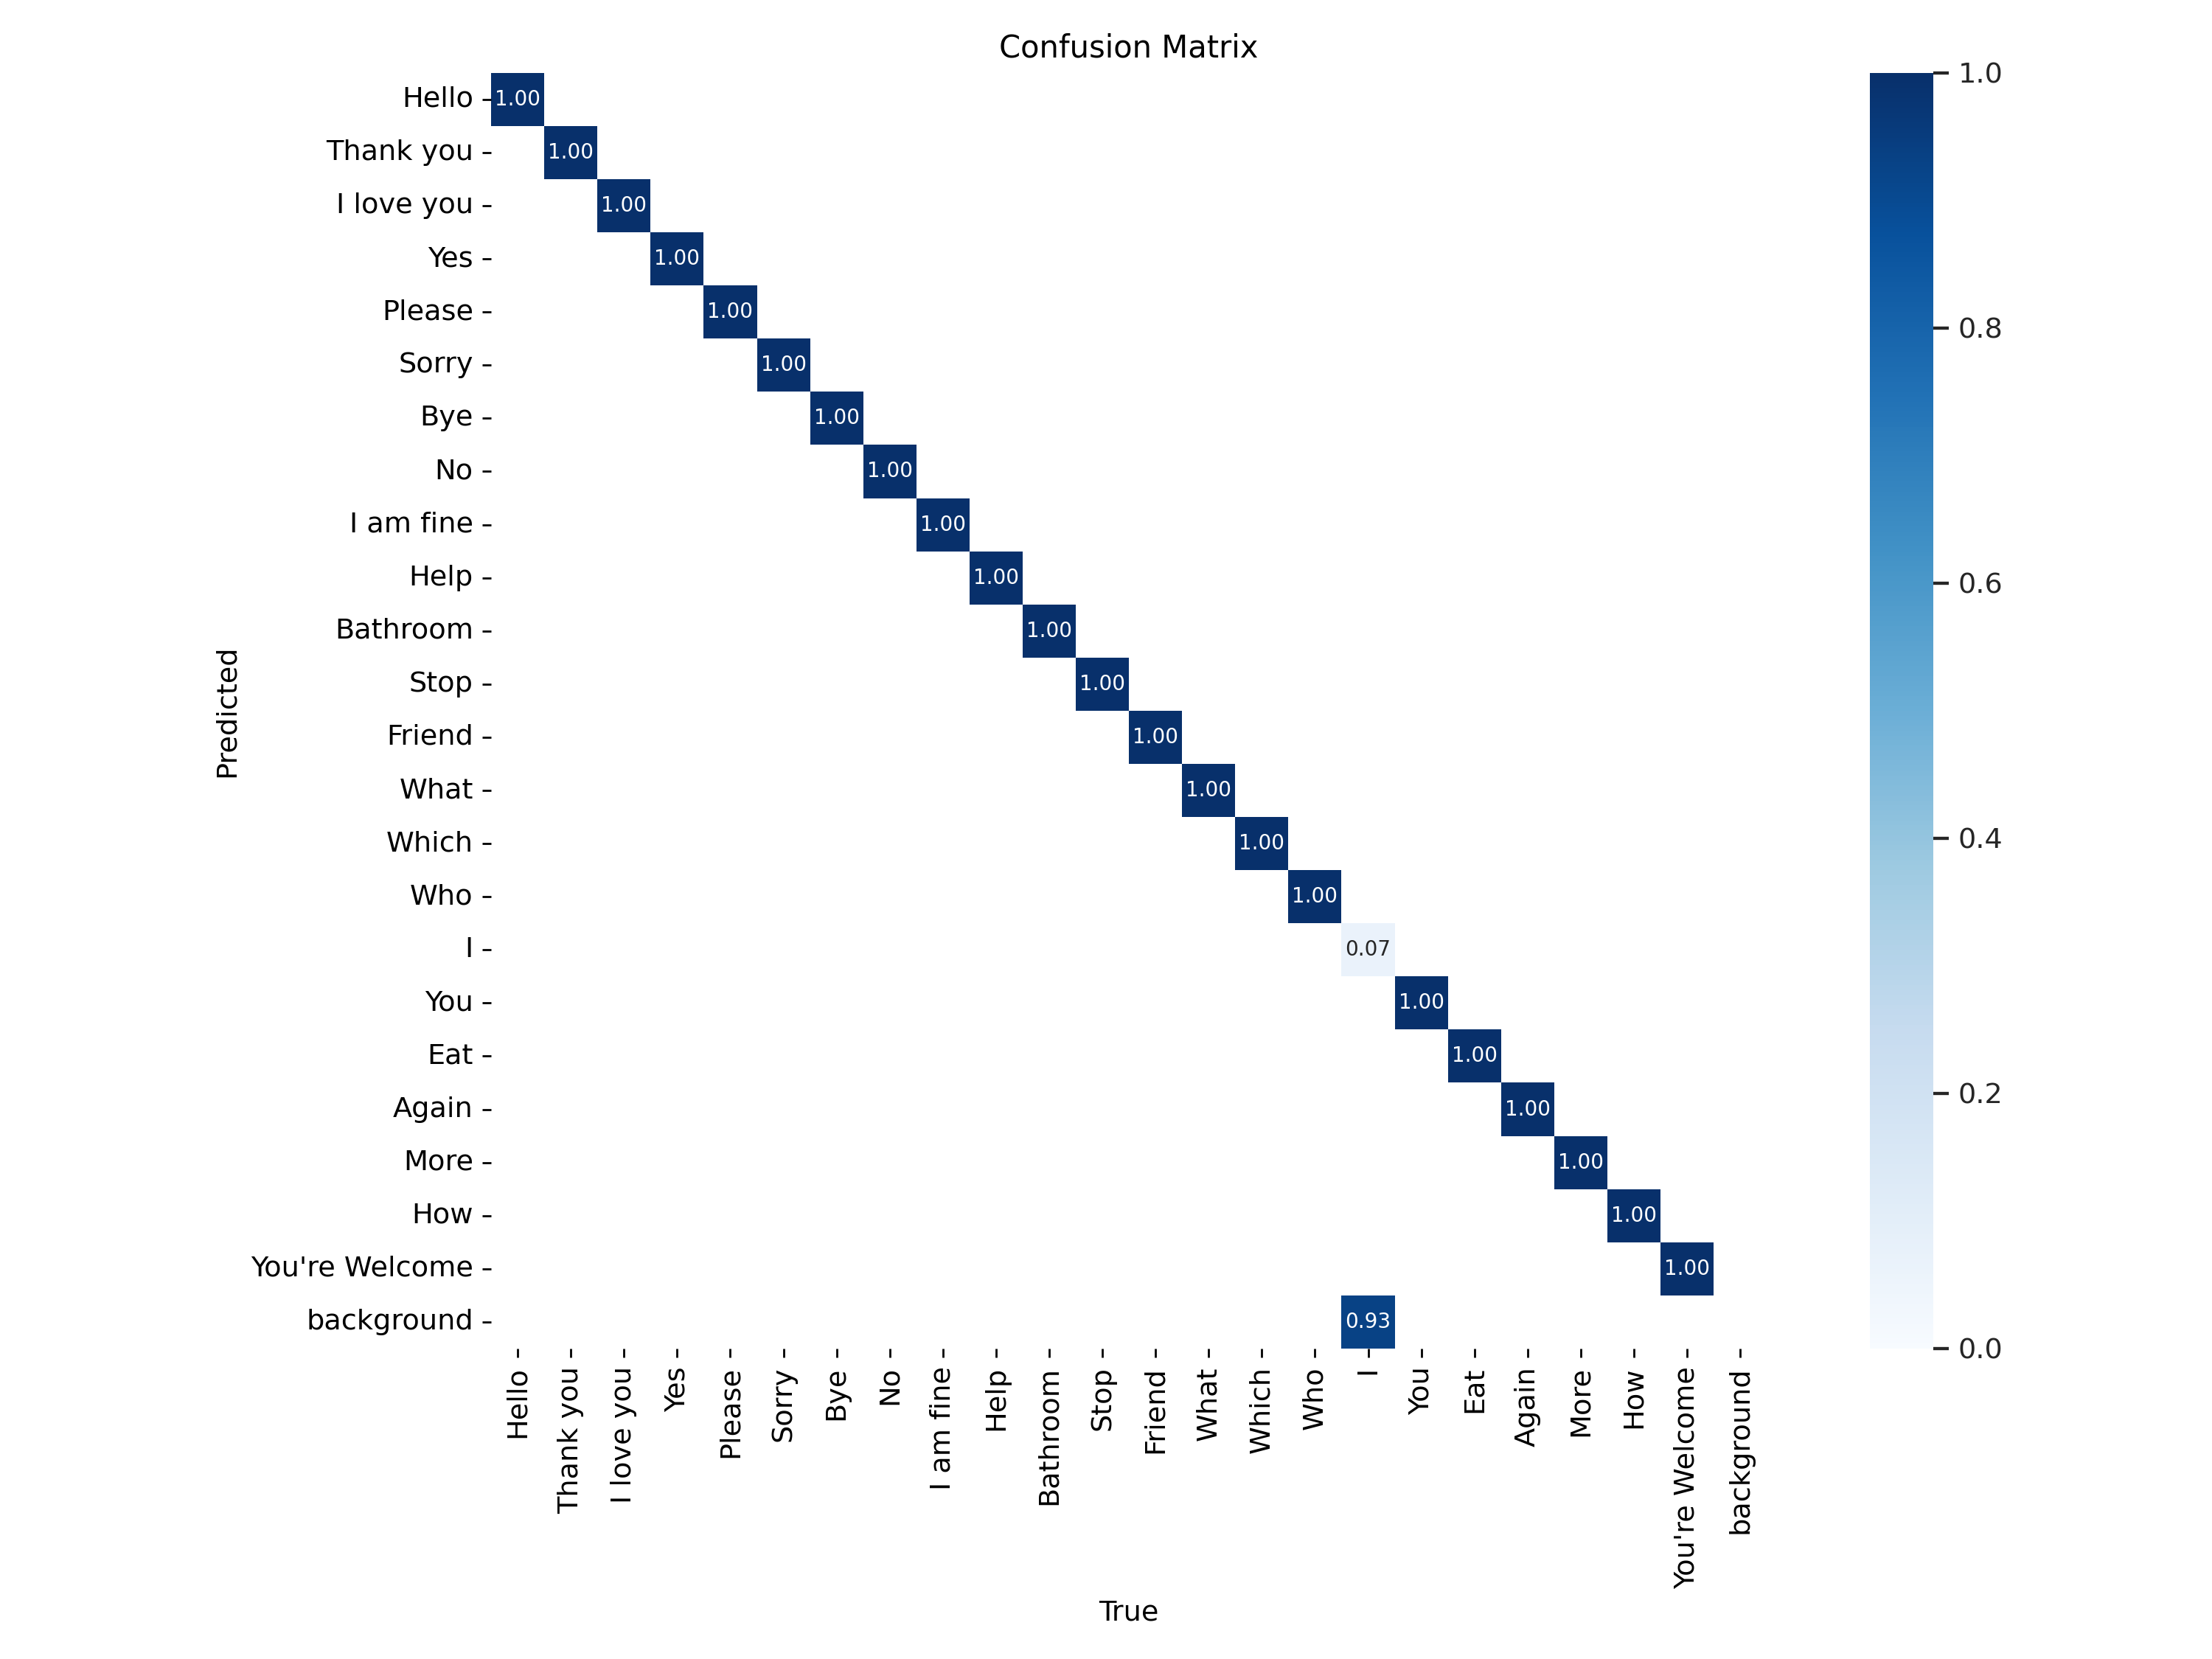 Confusion Matrix
Hello 1.00
Thank you 1.00
I love you 1.00
Yes 1.00
Please 1.00
Sorry 1.00
Bye 1.00
No 1.00
I am fine 1.00
Help 1.00
Bathroom 1.00
Stop 1.00
Friend 1.00
What 1.00
Which 1.00
Who 1.00
I 0.07
You 1.00
Eat 1.00
Again 1.00
More 1.00
How 1.00
You're Welcome 1.00
background 0.93
Predicted
Hello
Thank you
I love you
Yes
Please
Sorry
Bye
No
I am fine
Help
Bathroom
Stop
Friend
What
Which
Who
I
You
Eat
Again
More
How
You're Welcome
background
True
1.0
0.8
0.6
0.4
0.2
0.0